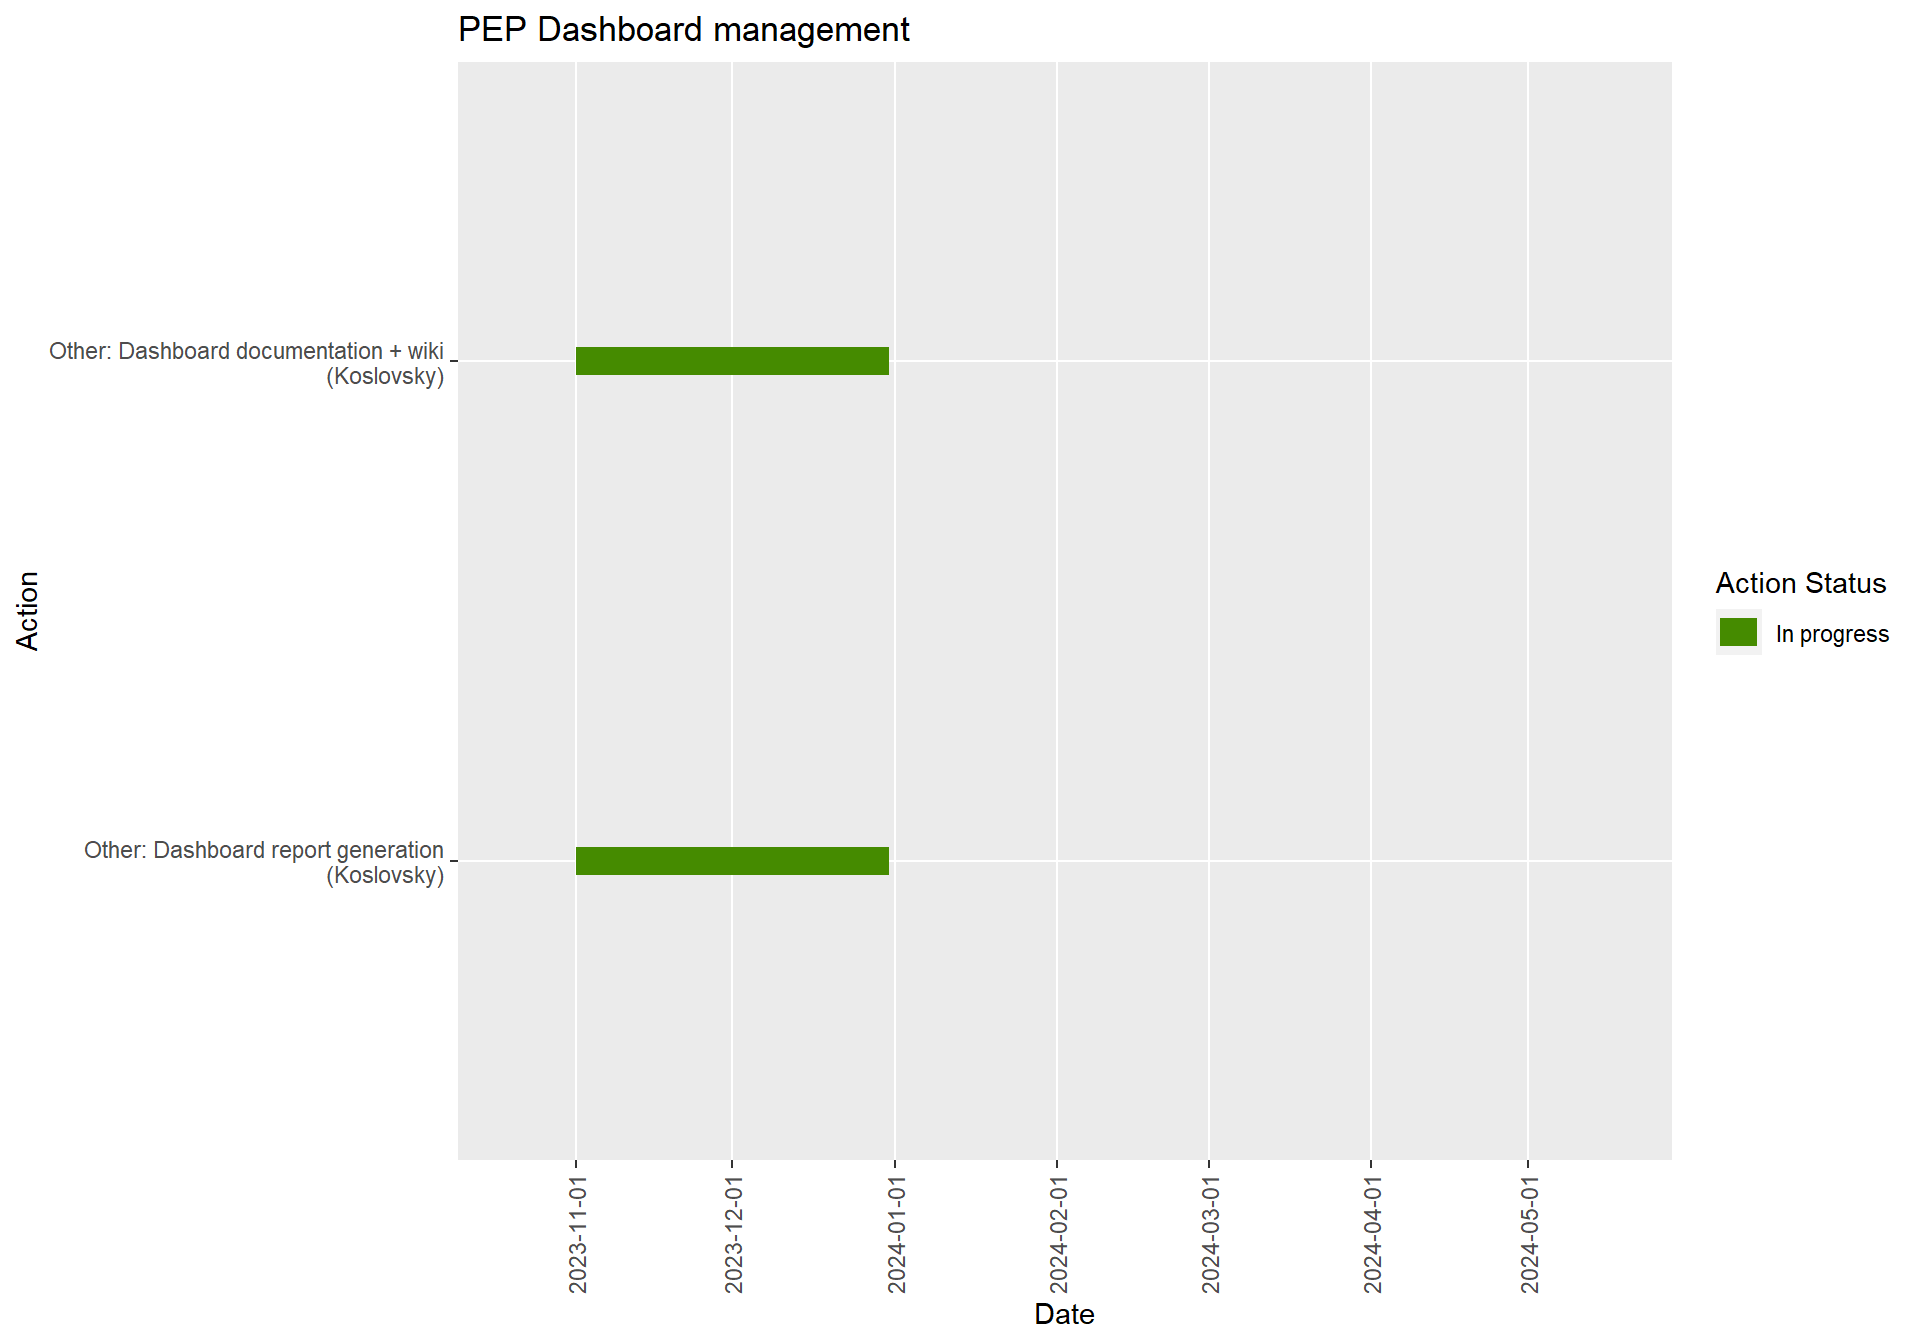 PEP Dashboard management
Action
Other: Dashboard documentation + wiki
(Koslovsky)
Other: Dashboard report generation
(Koslovsky)
2023-11-01
2023-12-01
2024-01-01
2024-02-01
2024-03-01
2024-04-01
2024-05-01
Date
Action Status
In progress